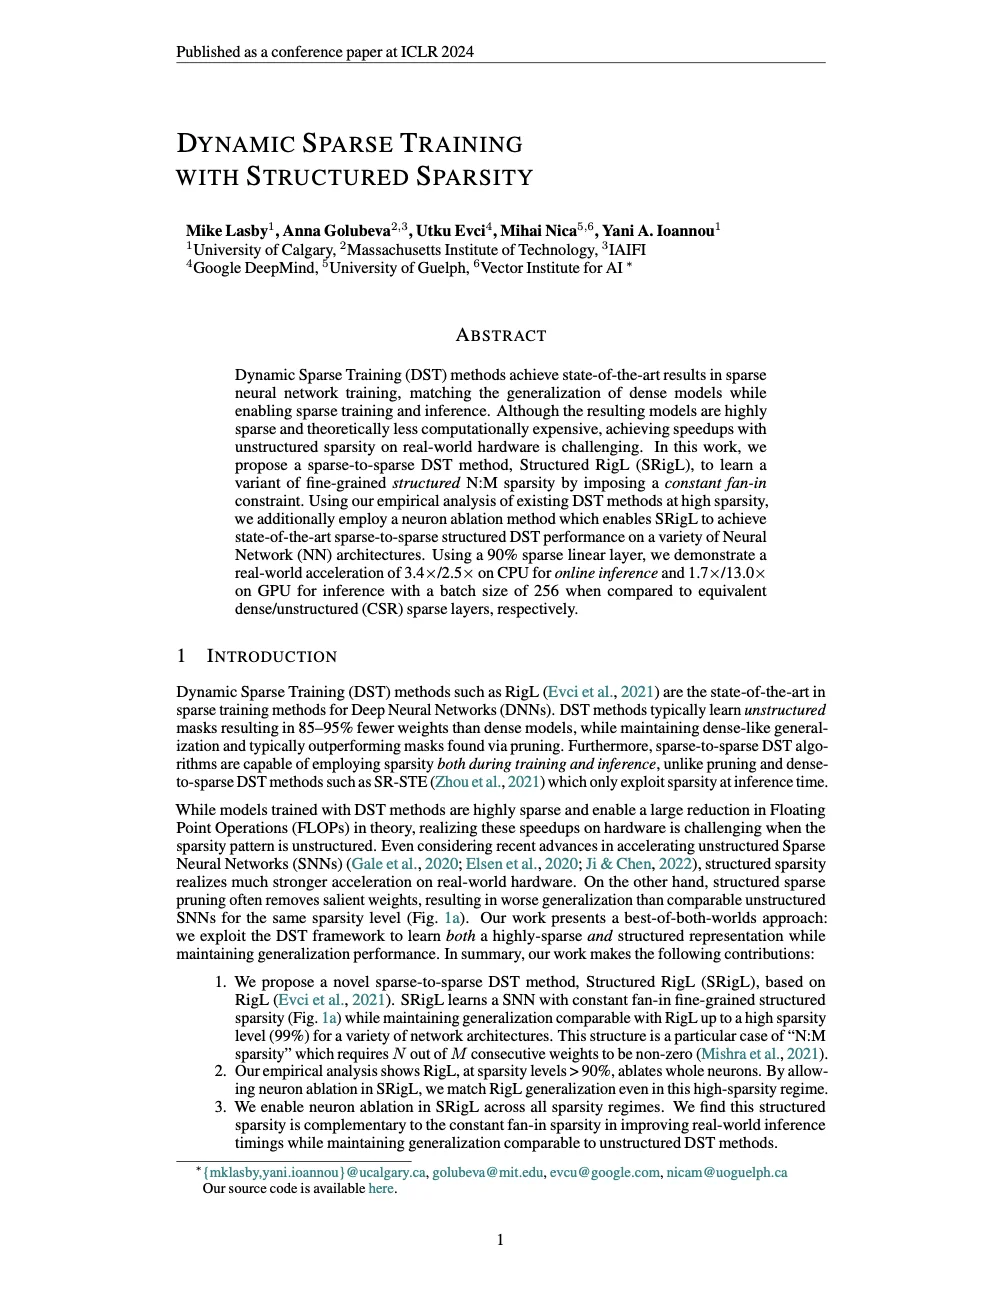 Published as a conference paper at ICLR 2024
DYNAMIC SPARSE TRAINING
WITH STRUCTURED SPARSITY
Mike Lasby¹, Anna Golubeva²,³, Utku Evci⁴, Mihai Nica⁵,⁶, Yani A. Ioannou¹
¹University of Calgary, ²Massachusetts Institute of Technology, ³IAIFI
⁴Google DeepMind, ⁵University of Guelph, ⁶Vector Institute for AI *
ABSTRACT
Dynamic Sparse Training (DST) methods achieve state-of-the-art results in sparse
neural network training, matching the generalization of dense models while
enabling sparse training and inference. Although the resulting models are highly
sparse and theoretically less computationally expensive, achieving speedups with
unstructured sparsity on real-world hardware is challenging. In this work, we
propose a sparse-to-sparse DST method, Structured RigL (SRigL), to learn a
variant of fine-grained structured N:M sparsity by imposing a constant fan-in
constraint. Using our empirical analysis of existing DST methods at high sparsity,
we additionally employ a neuron ablation method which enables SRigL to achieve
state-of-the-art sparse-to-sparse structured DST performance on a variety of Neural
Network (NN) architectures. Using a 90% sparse linear layer, we demonstrate a
real-world acceleration of 3.4×/2.5× on CPU for online inference and 1.7×/13.0×
on GPU for inference with a batch size of 256 when compared to equivalent
dense/unstructured (CSR) sparse layers, respectively.
1 INTRODUCTION
Dynamic Sparse Training (DST) methods such as RigL (Evci et al., 2021) are the state-of-the-art in
sparse training methods for Deep Neural Networks (DNNs). DST methods typically learn unstructured
masks resulting in 85–95% fewer weights than dense models, while maintaining dense-like general-
ization and typically outperforming masks found via pruning. Furthermore, sparse-to-sparse DST algo-
rithms are capable of employing sparsity both during training and inference, unlike pruning and dense-
to-sparse DST methods such as SR-STE (Zhou et al., 2021) which only exploit sparsity at inference time.
While models trained with DST methods are highly sparse and enable a large reduction in Floating
Point Operations (FLOPs) in theory, realizing these speedups on hardware is challenging when the
sparsity pattern is unstructured. Even considering recent advances in accelerating unstructured Sparse
Neural Networks (SNNs) (Gale et al., 2020; Elsen et al., 2020; Ji & Chen, 2022), structured sparsity
realizes much stronger acceleration on real-world hardware. On the other hand, structured sparse
pruning often removes salient weights, resulting in worse generalization than comparable unstructured
SNNs for the same sparsity level (Fig. 1a). Our work presents a best-of-both-worlds approach:
we exploit the DST framework to learn both a highly-sparse and structured representation while
maintaining generalization performance. In summary, our work makes the following contributions:
1. We propose a novel sparse-to-sparse DST method, Structured RigL (SRigL), based on
RigL (Evci et al., 2021). SRigL learns a SNN with constant fan-in fine-grained structured
sparsity (Fig. 1a) while maintaining generalization comparable with RigL up to a high sparsity
level (99%) for a variety of network architectures. This structure is a particular case of “N:M
sparsity” which requires N out of M consecutive weights to be non-zero (Mishra et al., 2021).
2. Our empirical analysis shows RigL, at sparsity levels > 90%, ablates whole neurons. By allow-
ing neuron ablation in SRigL, we match RigL generalization even in this high-sparsity regime.
3. We enable neuron ablation in SRigL across all sparsity regimes. We find this structured
sparsity is complementary to the constant fan-in sparsity in improving real-world inference
timings while maintaining generalization comparable to unstructured DST methods.
*{mklasby,yani.ioannou}@ucalgary.ca, golubeva@mit.edu, evcu@google.com, nicam@uoguelph.ca
Our source code is available here.
1